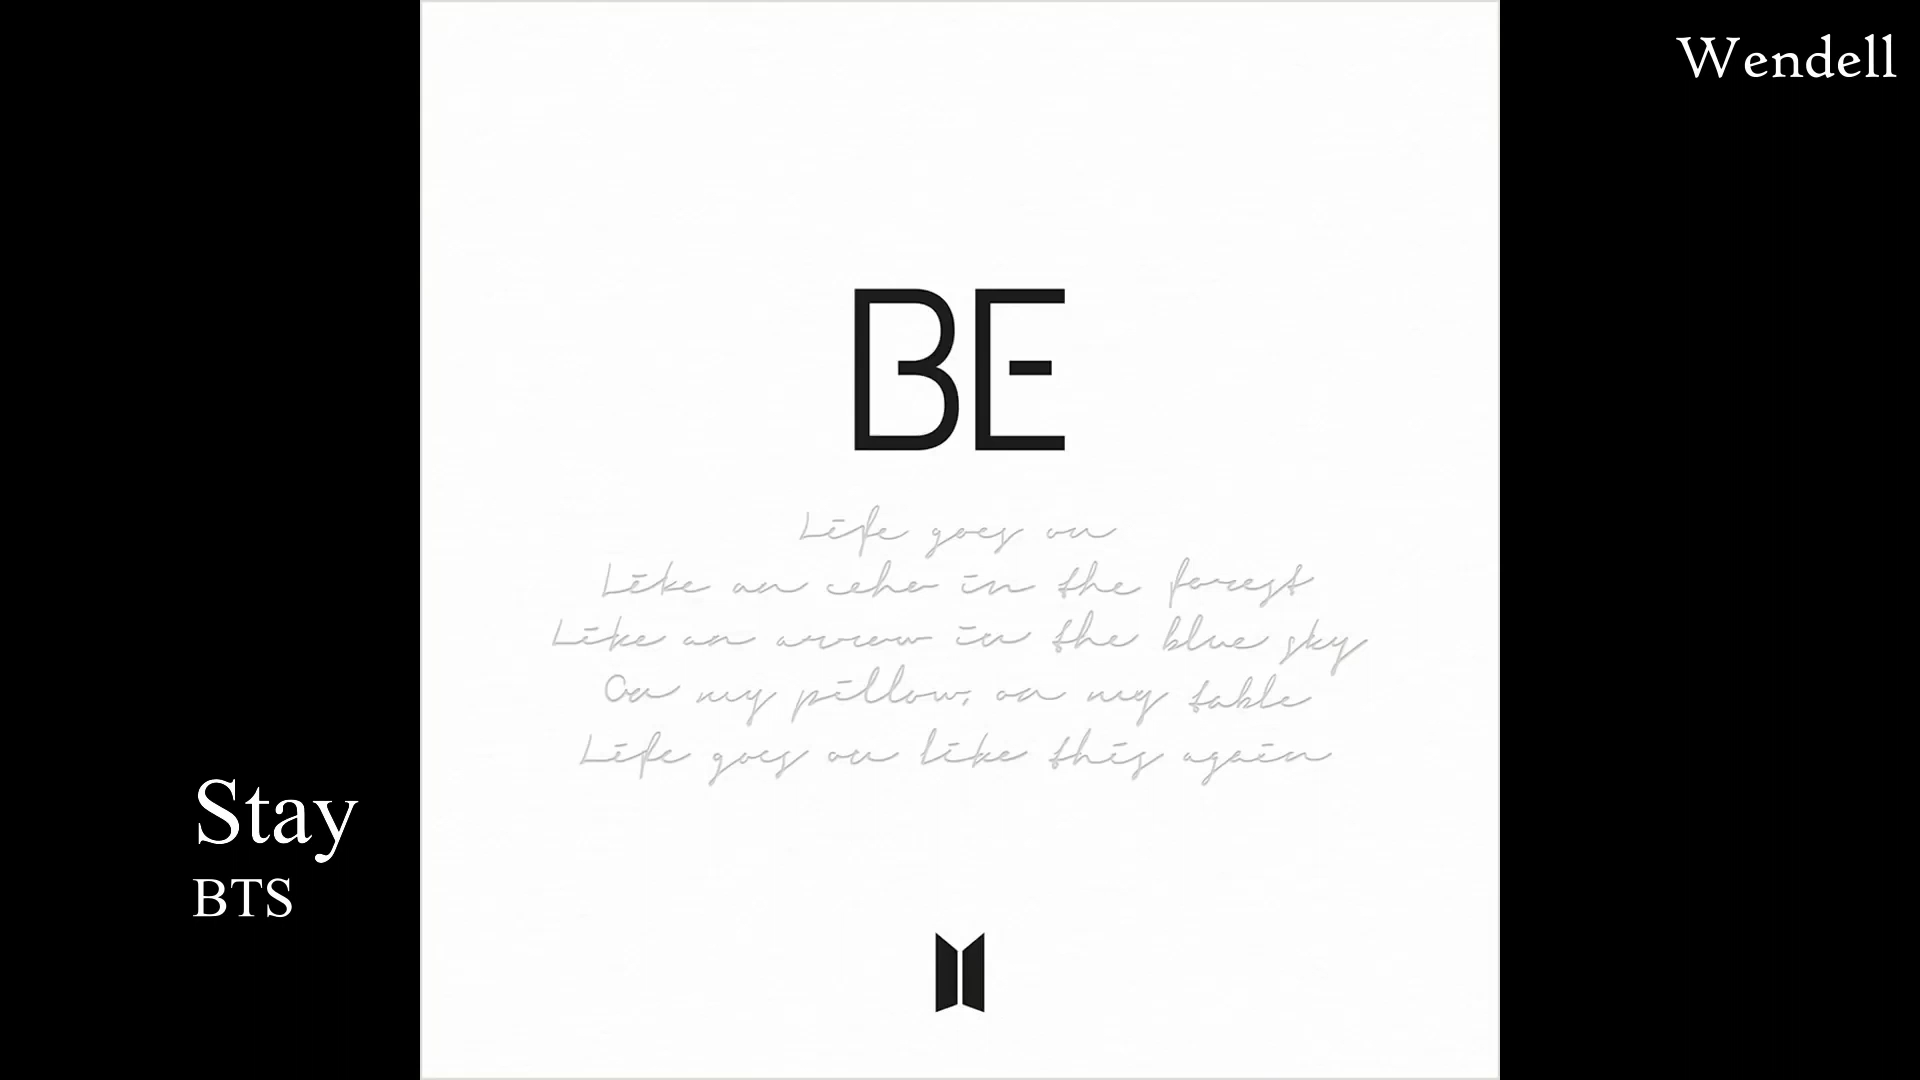 Wendell
BE
Life goes on
Like an echo in the forest
Like an arrow in the blue sky
On my pillow, on my table
Life goes on like this again
Stay
BTS